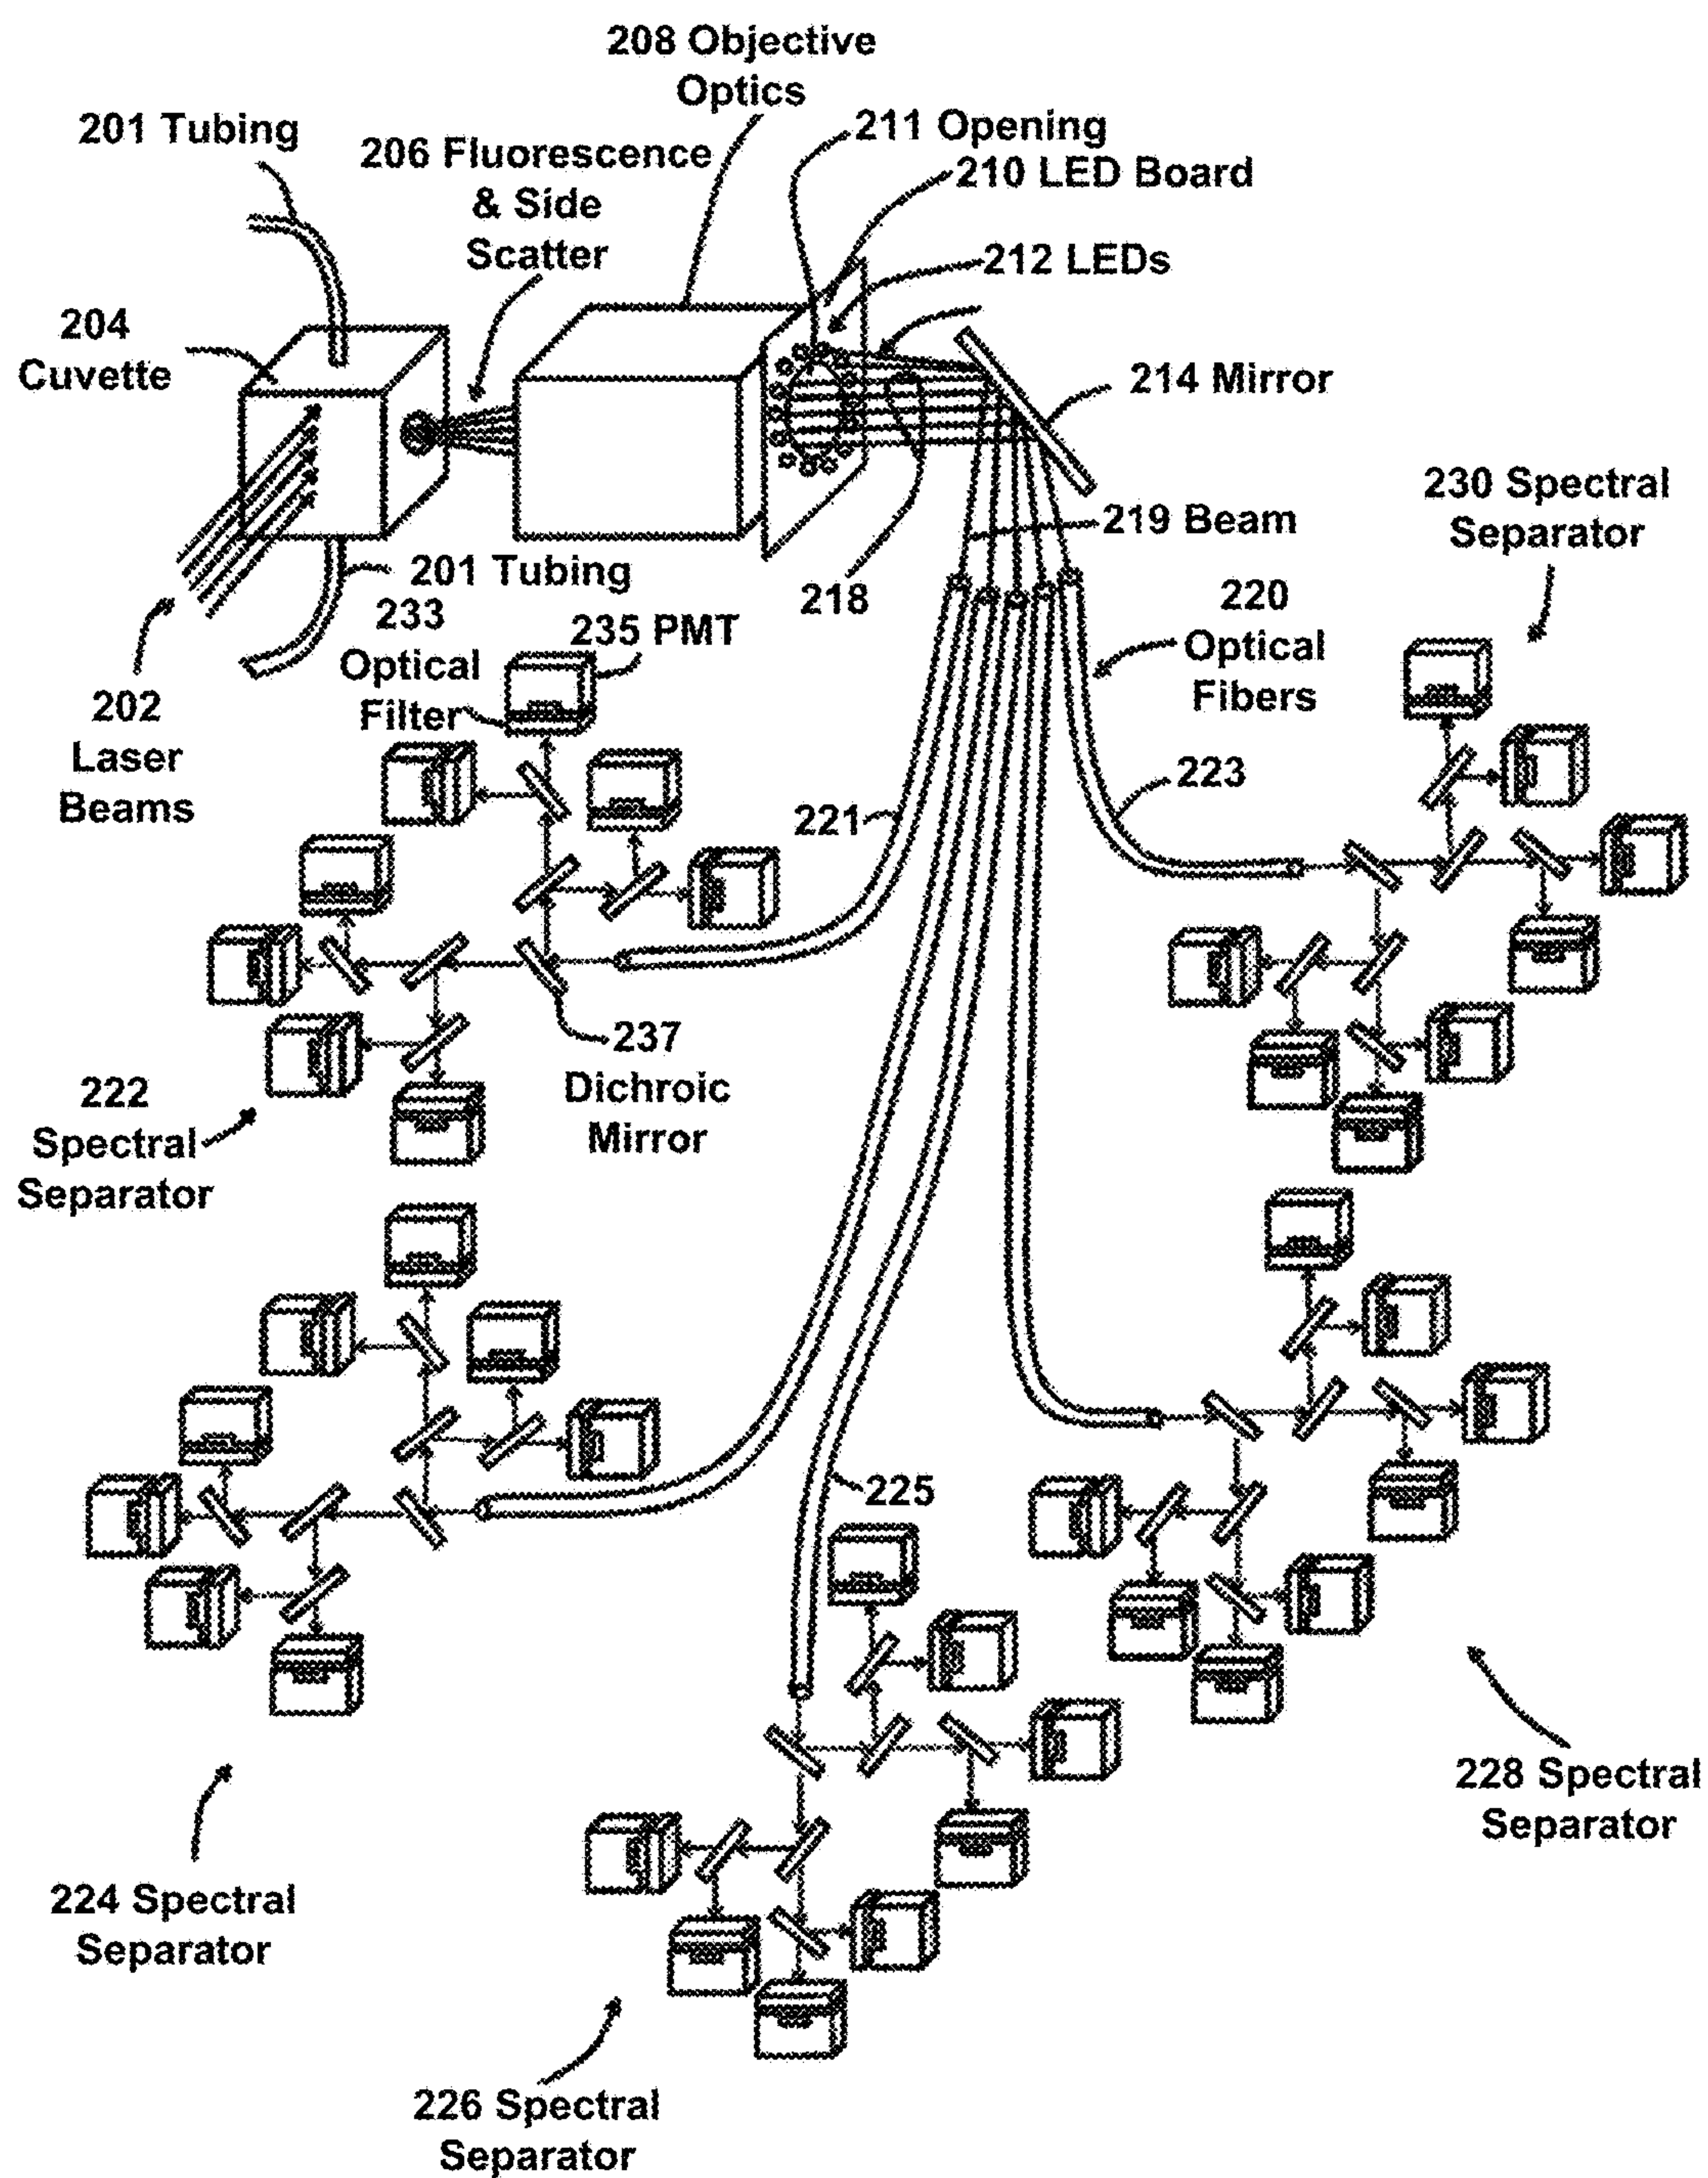 208 Objective
Optics
201 Tubing
206 Fluorescence
& Side
Scatter
211 Opening
210 LED Board
212 LEDs
204
Cuvette
214 Mirror
230 Spectral
Separator
219 Beam
201 Tubing
218
220
Optical
Fibers
233
Optical
Filter
235 PMT
202
Laser
Beams
223
221
237
Dichroic
Mirror
222
Spectral
Separator
225
228 Spectral
Separator
224 Spectral
Separator
226 Spectral
Separator